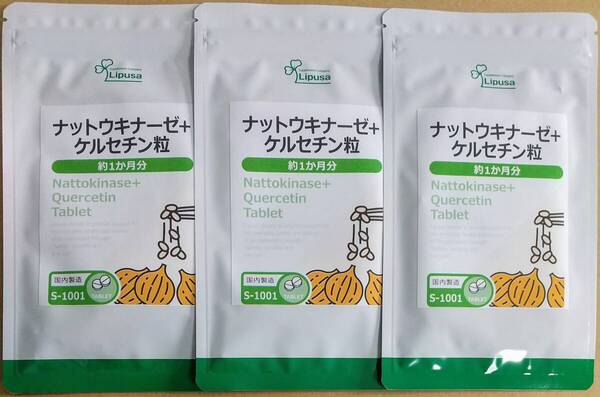 Lipusa
ナットウキナーゼ+
ケルセチン粒
約1か月分
Nattokinase+
Quercetin
Tablet
国内製造
S-1001
TABLET
Lipusa
ナットウキナーゼ+
ケルセチン粒
約1か月分
Nattokinase+
Quercetin
Tablet
国内製造
S-1001
TABLET
Lipusa
ナットウキナーゼ+
ケルセチン粒
約1か月分
Nattokinase+
Quercetin
Tablet
国内製造
S-1001
TABLET